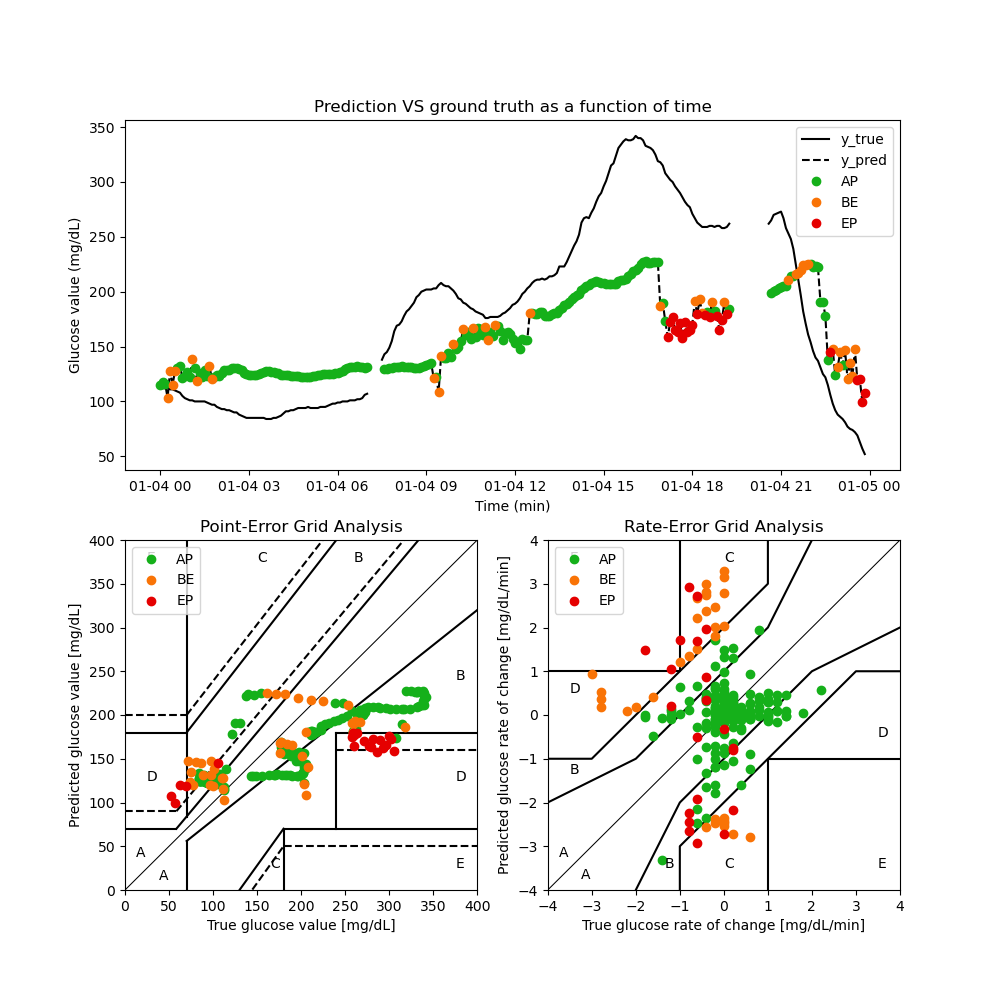 Prediction VS ground truth as a function of time
Glucose value (mg/dL)
350
300
250
200
150
100
50
y_true
y_pred
AP
BE
EP
01-04 00 01-04 03 01-04 06 01-04 09 01-04 12 01-04 15 01-04 18 01-04 21 01-05 00
Time (min)
Point-Error Grid Analysis
Predicted glucose value [mg/dL]
400
350
300
250
200
150
100
50
0
AP
BE
EP
C
B
B
D
D
A
A
C
E
0 50 100 150 200 250 300 350 400
True glucose value [mg/dL]
Rate-Error Grid Analysis
Predicted glucose rate of change [mg/dL/min]
4
3
2
1
0
−1
−2
−3
−4
AP
BE
EP
C
D
D
B
A
A
B
C
E
−4 −3 −2 −1 0 1 2 3 4
True glucose rate of change [mg/dL/min]